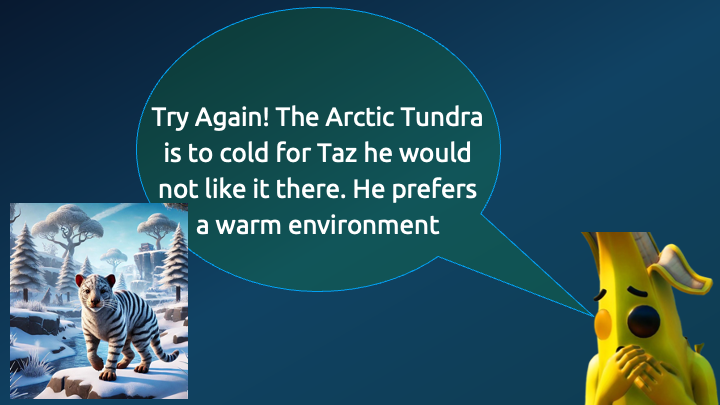 Try Again! The Arctic Tundra
is to cold for Taz he would
not like it there. He prefers
a warm environment